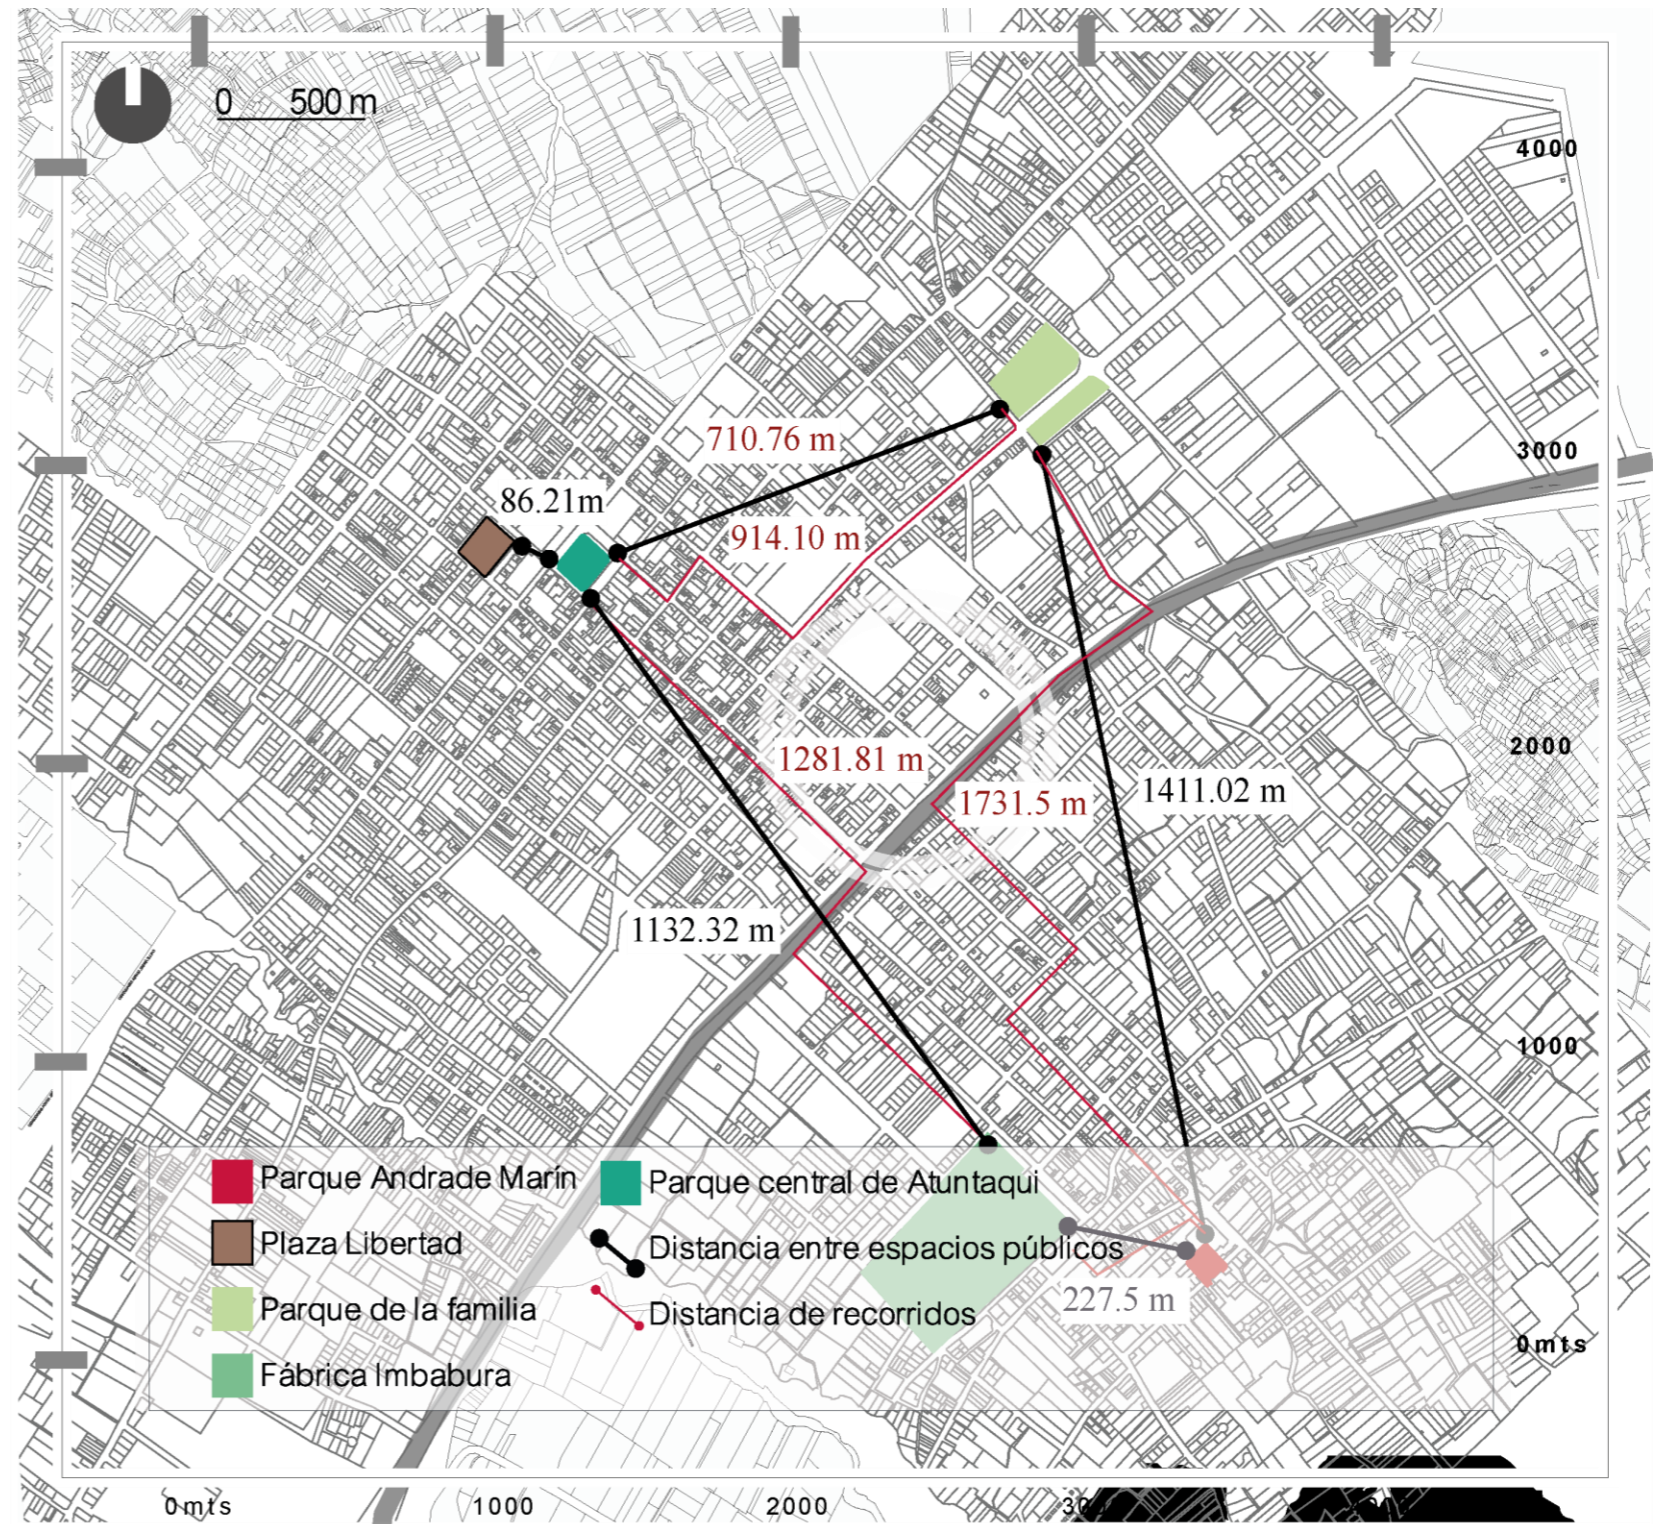 0 500 m
4000
3000
710.76 m
86.21m
914.10 m
2000
1281.81 m
1731.5 m
1411.02 m
1132.32 m
1000
Parque Andrade Marín
Parque central de Atuntaqui
Plaza Libertad
Distancia entre espacios públicos
Parque de la familia
Distancia de recorridos
227.5 m
Fábrica Imbabura
0mts
0mts 1000 2000